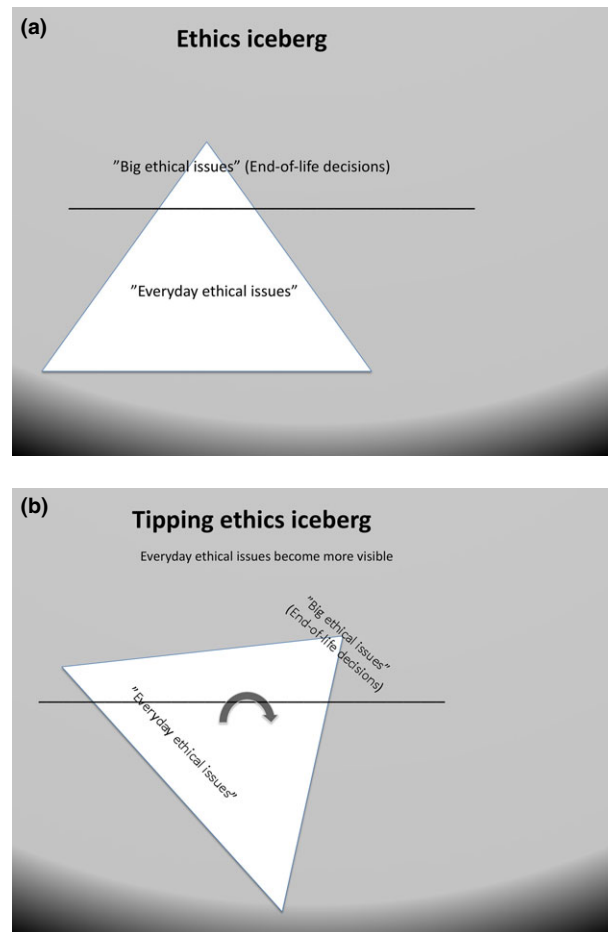 (a)
Ethics iceberg
”Big ethical issues” (End-of-life decisions)
”Everyday ethical issues”
(b)
Tipping ethics iceberg
Everyday ethical issues become more visible
”Big ethical issues”
(End-of-life decisions)
”Everyday ethical issues”